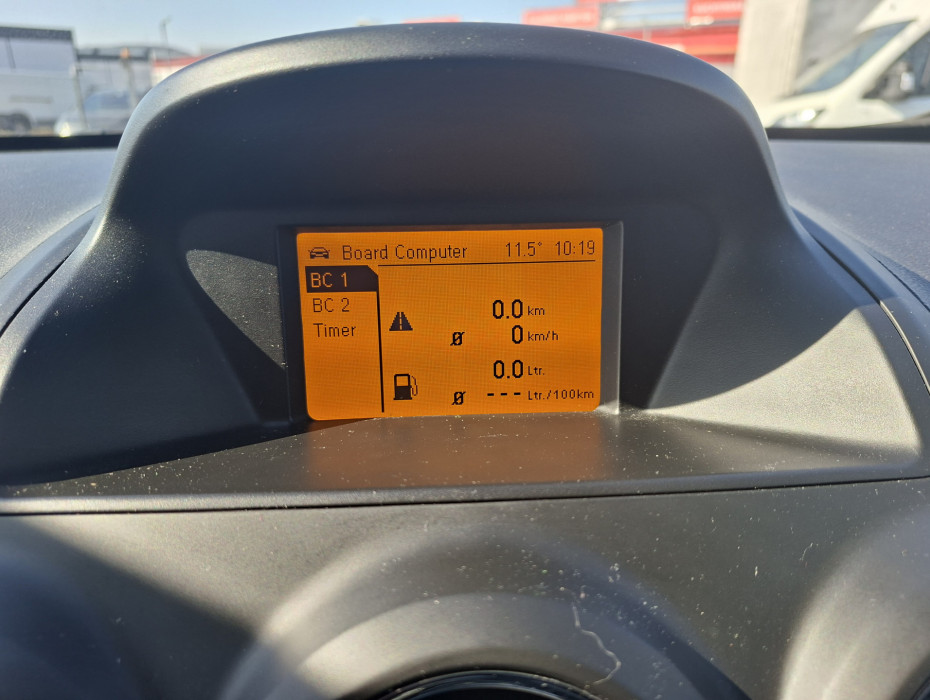 Board Computer 11.5° 10:19
BC 1
BC 2
Timer
0.0 km
Ø 0 km/h
0.0 Ltr.
Ø --- Ltr./100km